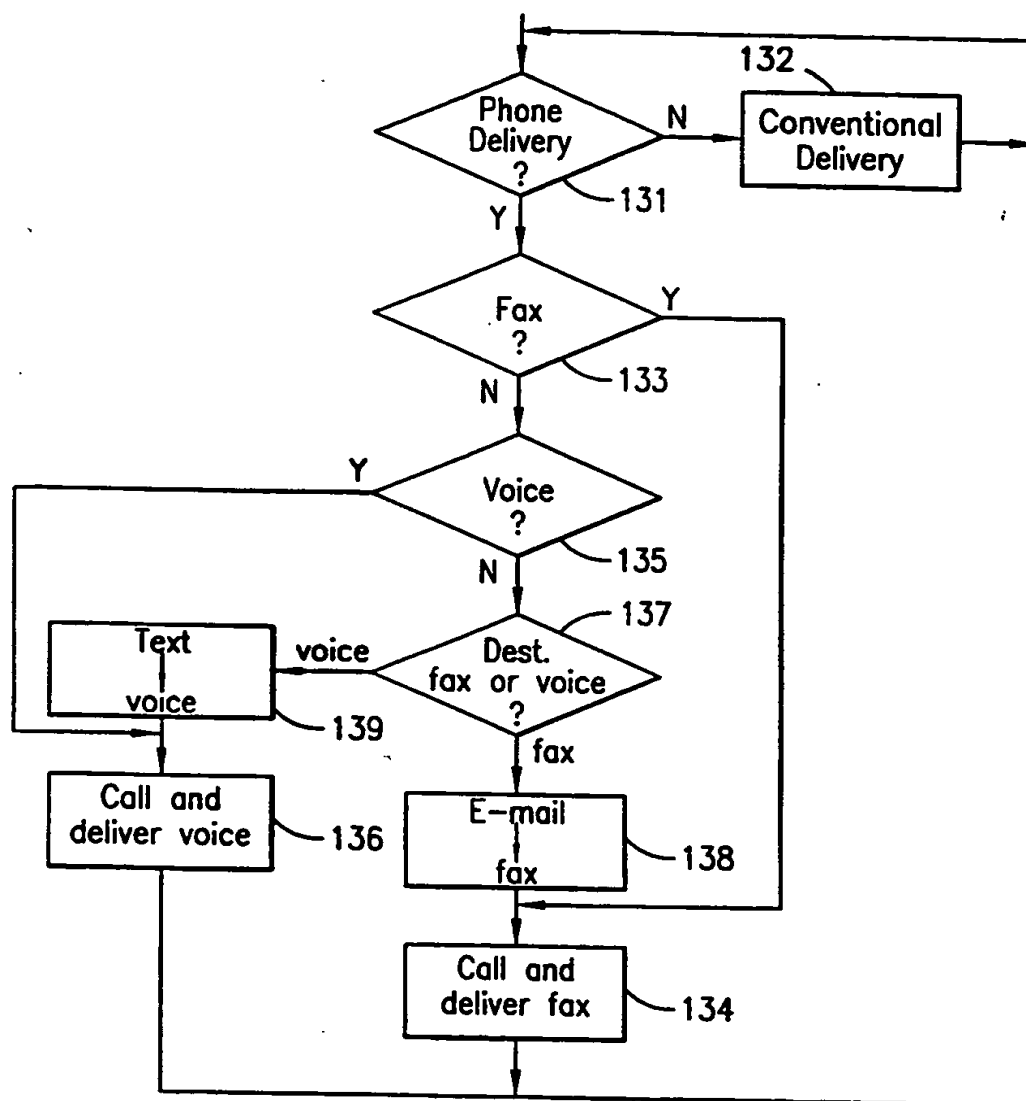 132
Phone
Delivery
?
N
Conventional
Delivery
131
Y
Fax
?
Y
133
N
Y
Voice
?
135
N
137
Text
voice
voice
Dest.
fax or voice
?
139
fax
Call and
deliver voice
136
E-mail
fax
138
Call and
deliver fax
134